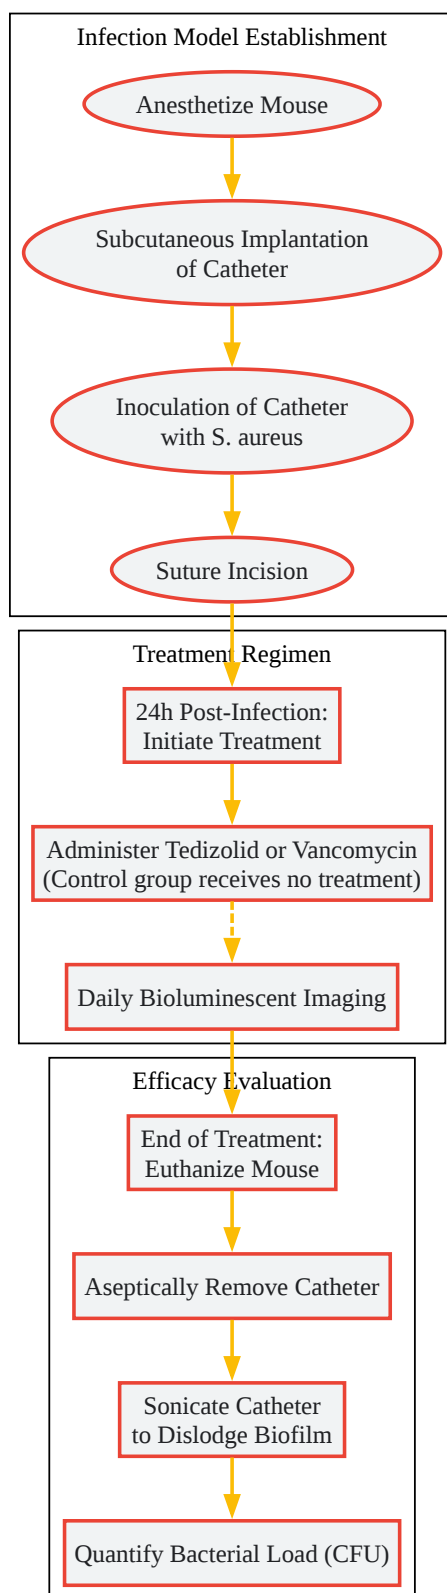 Infection Model Establishment
Anesthetize Mouse
Subcutaneous Implantation
of Catheter
Inoculation of Catheter
with S. aureus
Suture Incision
Treatment Regimen
24h Post-Infection:
Initiate Treatment
Administer Tedizolid or Vancomycin
(Control group receives no treatment)
Daily Bioluminescent Imaging
Efficacy Evaluation
End of Treatment:
Euthanize Mouse
Aseptically Remove Catheter
Sonicate Catheter
to Dislodge Biofilm
Quantify Bacterial Load (CFU)